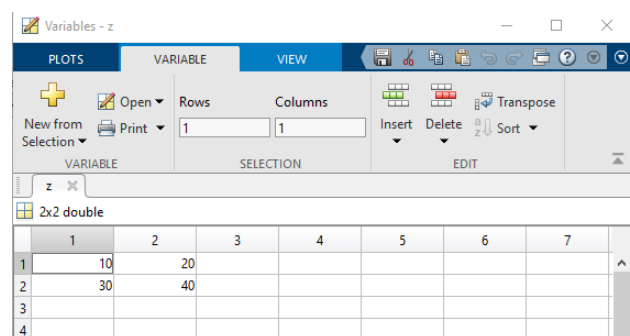 Variables - z
PLOTS VARIABLE VIEW
New from Selection
Open
Print
Rows Columns
1 1
Insert Delete
Transpose
Sort
VARIABLE SELECTION EDIT
z
2x2 double
1 2 3 4 5 6 7
1 10 20
2 30 40
3
4